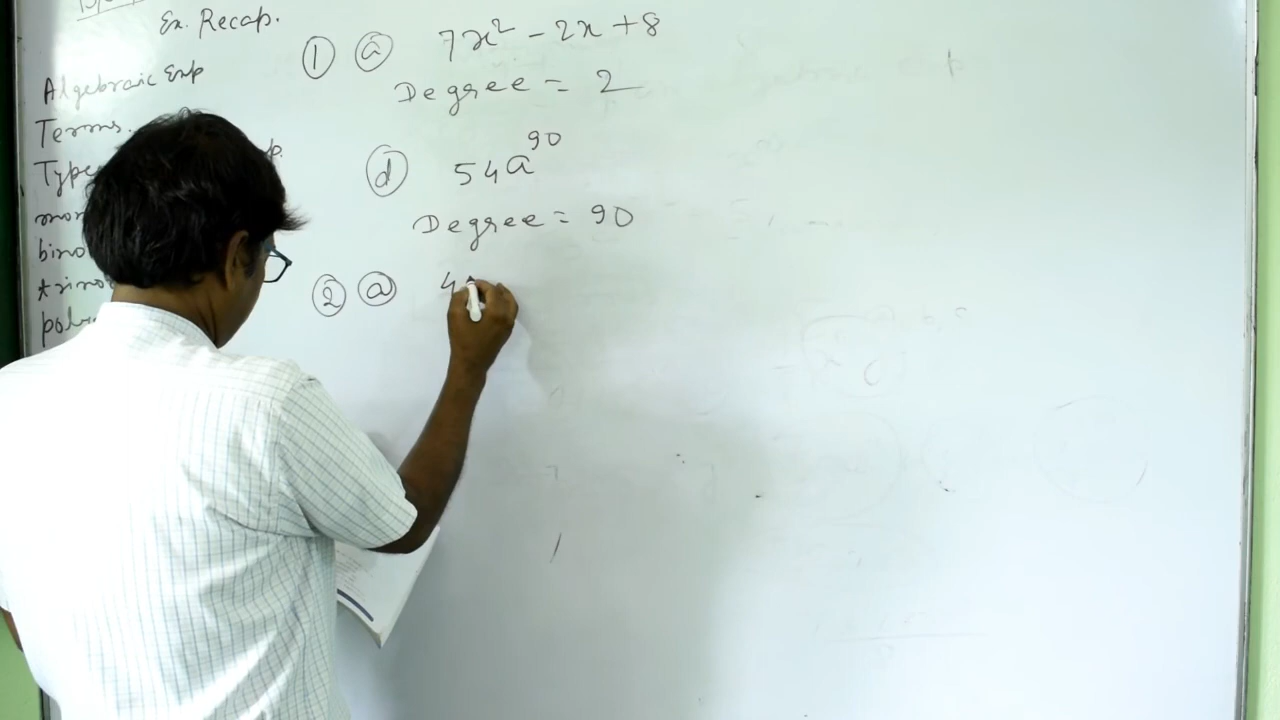 Ex. Recap.
Algebraic Exp
Terms.
Type
mon
bino
trino
poly
① ⓐ 7x² - 2x + 8
Degree = 2
ⓓ 54a⁹⁰
Degree = 90
② ⓐ 4